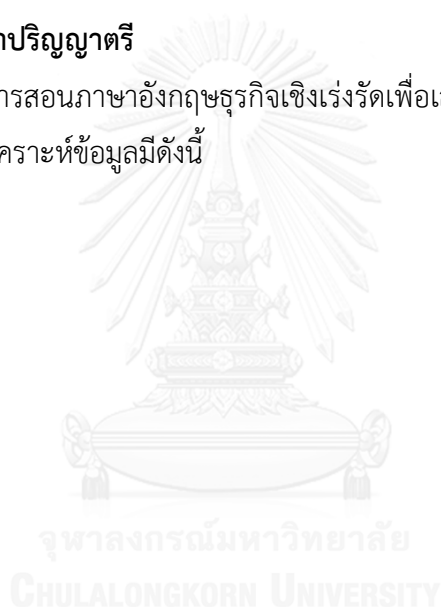 าปริญญาตรี
ารสอนภาษาอังกฤษธุรกิจเชิงเร่งรัดเพื่อเ
คราะห์ข้อมูลมีดังนี้
จุฬาลงกรณ์มหาวิทยาลัย
CHULALONGKORN UNIVERSITY